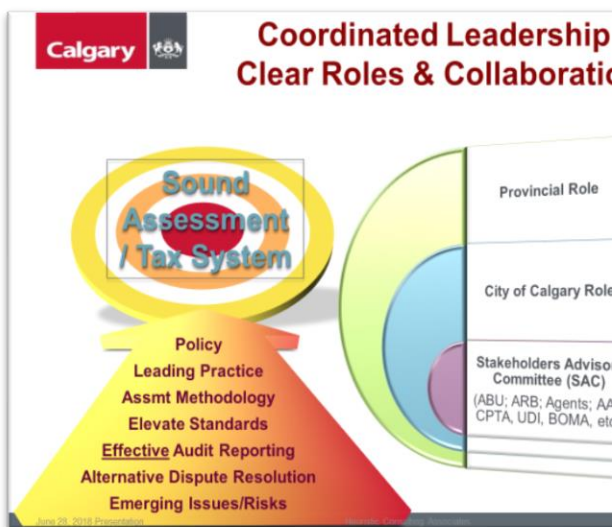 Calgary
Coordinated Leadership
Clear Roles & Collaboratio
Sound
Assessment
/ Tax System
Policy
Leading Practice
Assmt Methodology
Elevate Standards
Effective Audit Reporting
Alternative Dispute Resolution
Emerging Issues/Risks
Provincial Role
City of Calgary Role
Stakeholders Advisor
Committee (SAC)
(ABU; ARB; Agents; AA
CPTA, UDI, BOMA, etc
June 28, 2018 Presentation
Consulting Associates